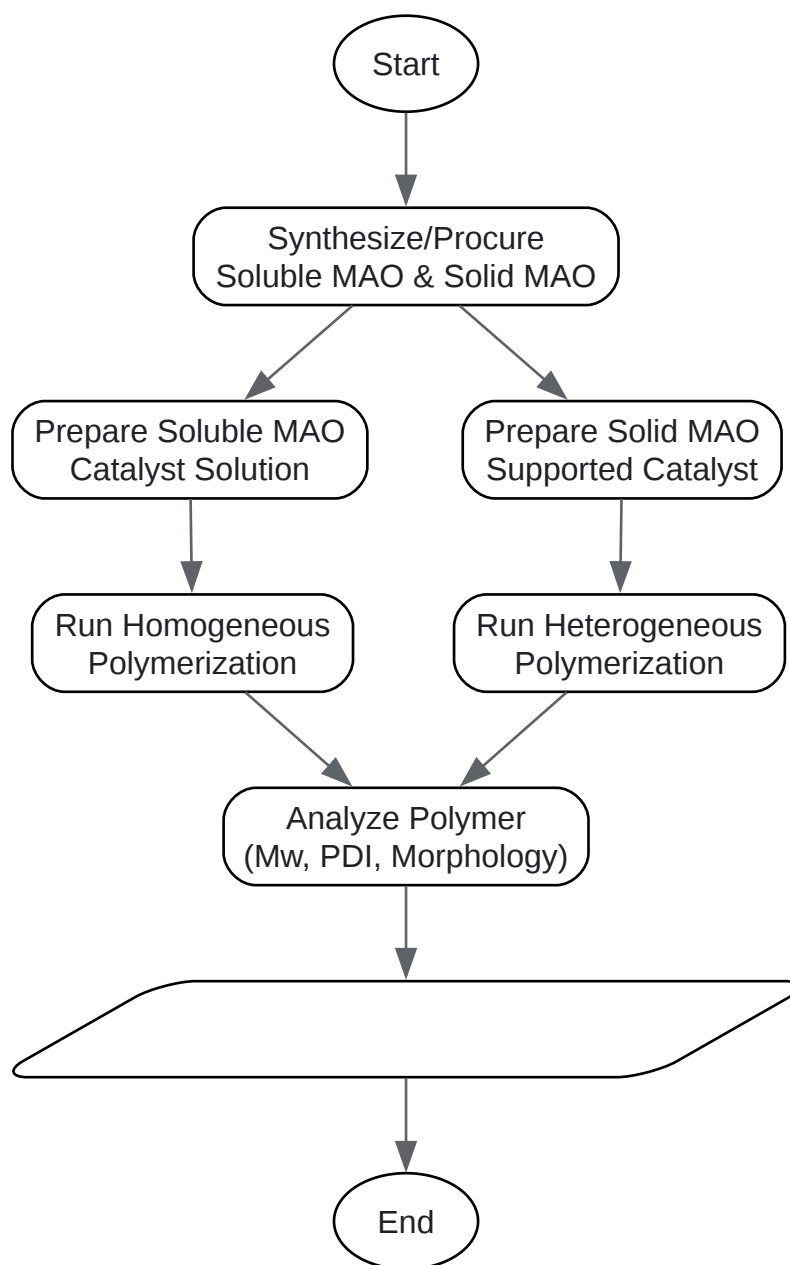 Start
Synthesize/Procure
Soluble MAO & Solid MAO
Prepare Soluble MAO
Catalyst Solution
Prepare Solid MAO
Supported Catalyst
Run Homogeneous
Polymerization
Run Heterogeneous
Polymerization
Analyze Polymer
(Mw, PDI, Morphology)
End